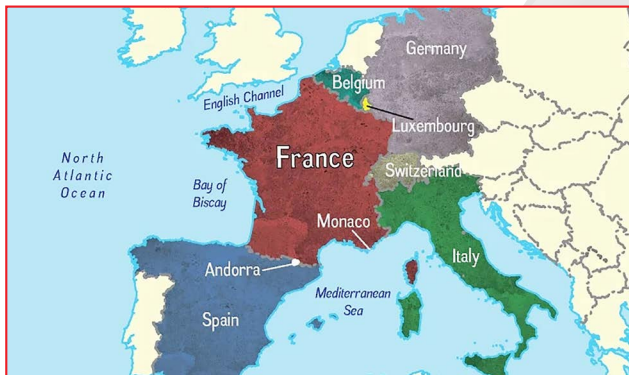 Germany
Belgium
English Channel
Luxembourg
France
North
Atlantic
Ocean
Switzerland
Bay of
Biscay
Monaco
Italy
Andorra
Mediterranean
Sea
Spain